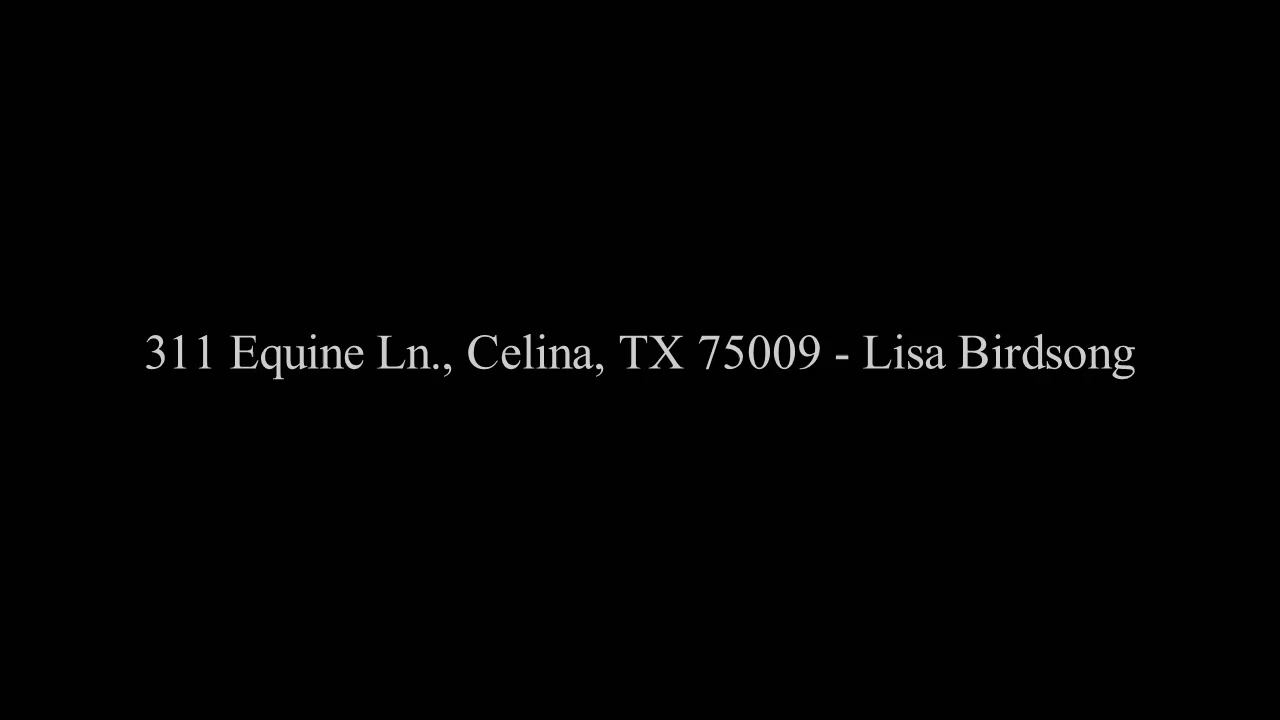 311 Equine Ln., Celina, TX 75009 - Lisa Birdsong